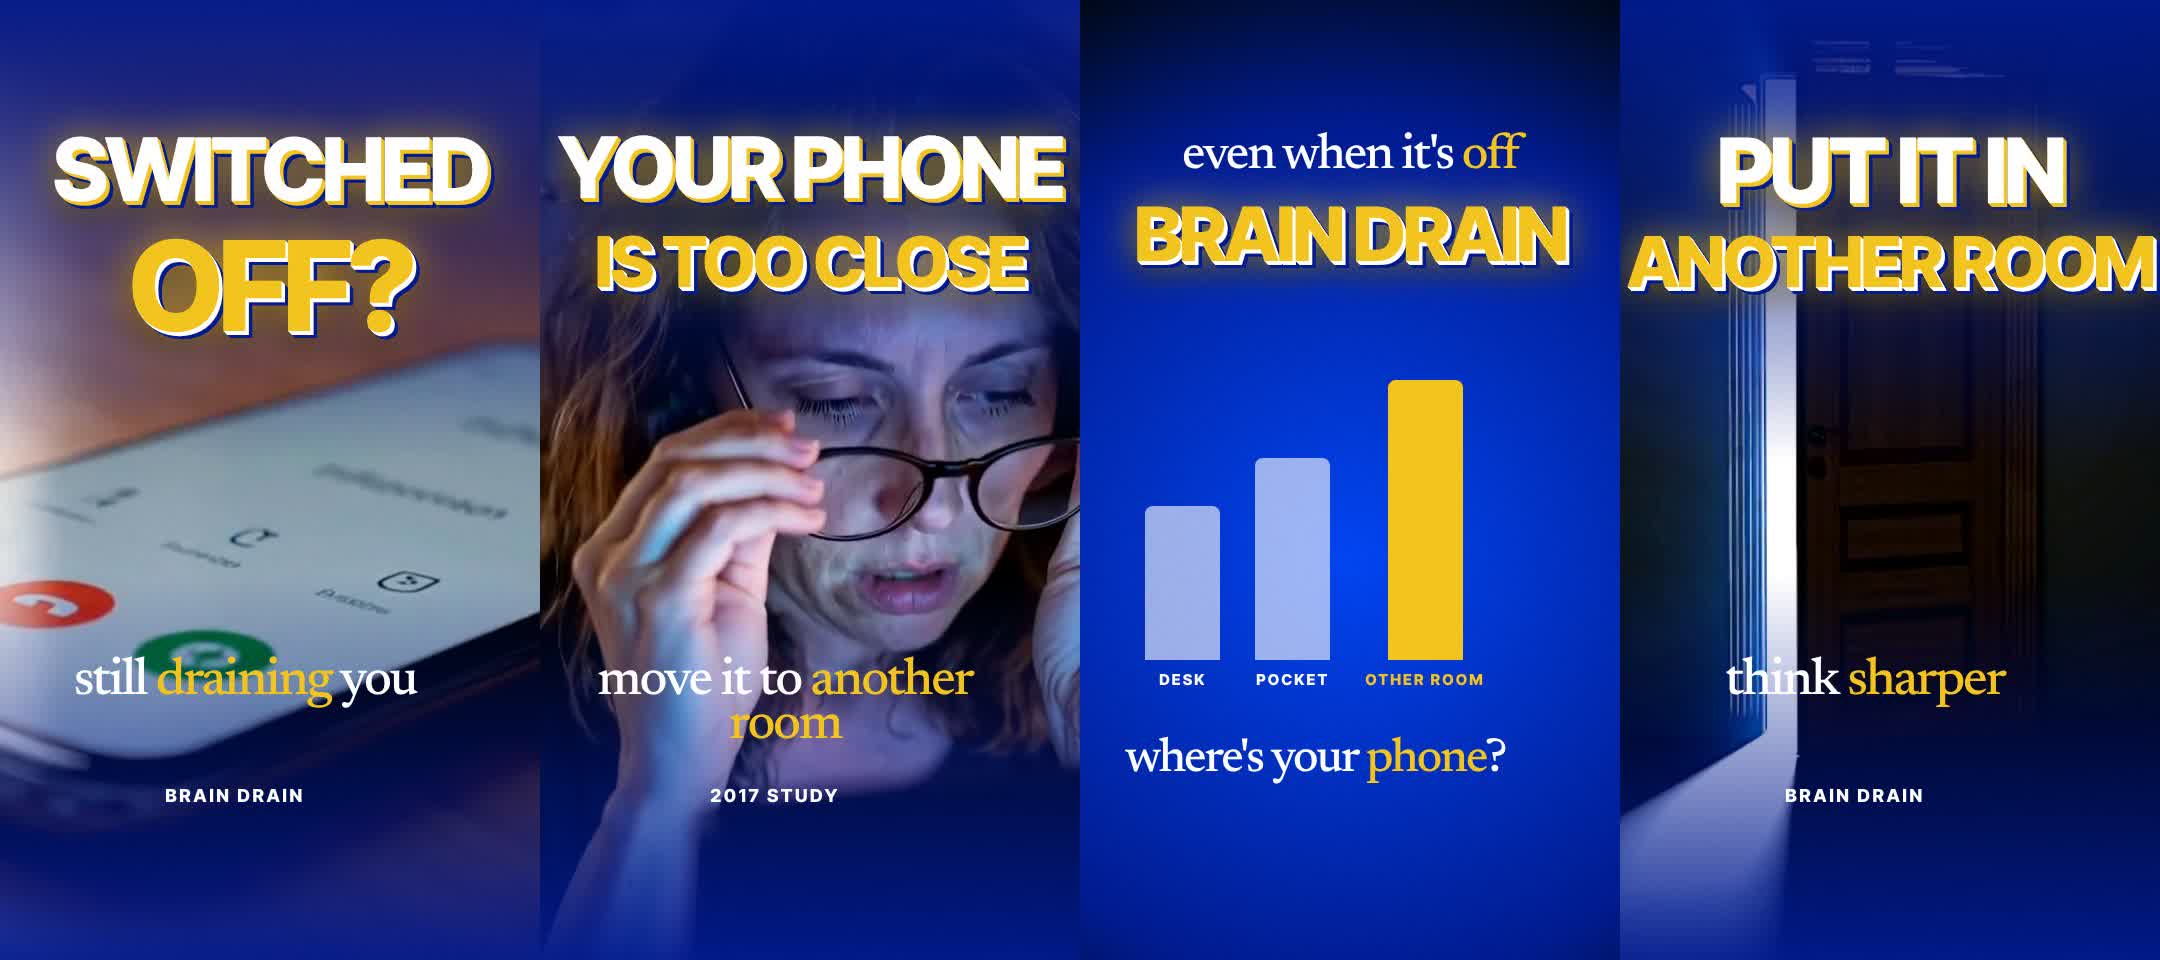 SWITCHED
OFF?
still draining you
BRAIN DRAIN
YOUR PHONE
IS TOO CLOSE
move it to another
room
2017 STUDY
even when it's off
BRAIN DRAIN
DESK
POCKET
OTHER ROOM
where's your phone?
PUT IT IN
ANOTHER ROOM
think sharper
BRAIN DRAIN